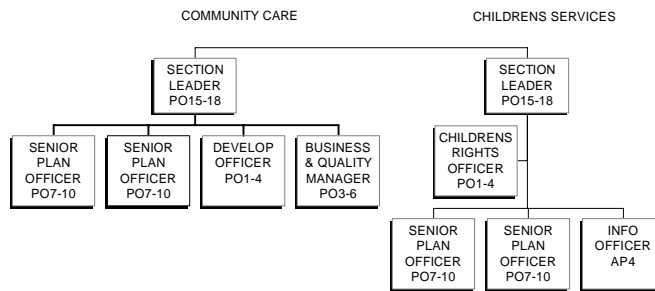 COMMUNITY CARE
CHILDRENS SERVICES
SECTION
LEADER
PO15-18
SECTION
LEADER
PO15-18
SENIOR
PLAN
OFFICER
PO7-10
SENIOR
PLAN
OFFICER
PO7-10
DEVELOP
OFFICER
PO1-4
BUSINESS
& QUALITY
MANAGER
PO3-6
CHILDRENS
RIGHTS
OFFICER
PO1-4
SENIOR
PLAN
OFFICER
PO7-10
SENIOR
PLAN
OFFICER
PO7-10
INFO
OFFICER
AP4